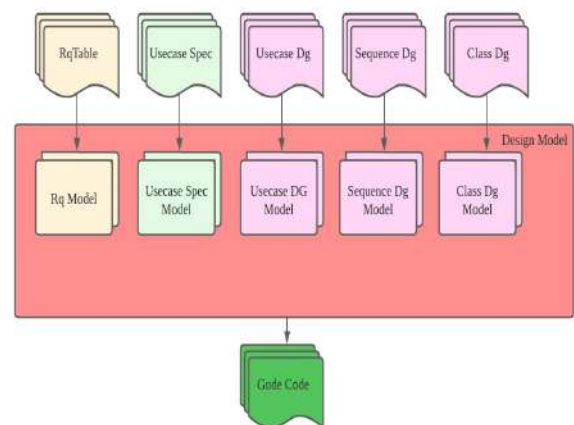 RqTable
Usecase Spec
Usecase Dg
Sequence Dg
Class Dg
Design Model
Rq Model
Usecase Spec
Model
Usecase DG
Model
Sequence Dg
Model
Class Dg
Model
Gude Code